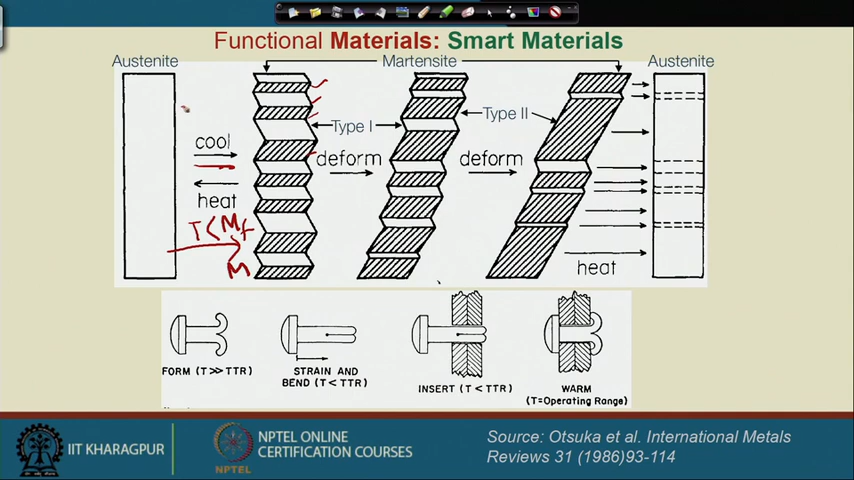 Functional Materials: Smart Materials
Austenite
Martensite
Austenite
Type I
Type II
cool
heat
deform
deform
heat
T<Mf
M
FORM (T>> TTR)
STRAIN AND
BEND (T< TTR)
INSERT (T< TTR)
WARM
(T=Operating Range)
IIT KHARAGPUR
NPTEL
NPTEL ONLINE
CERTIFICATION COURSES
Source: Otsuka et al. International Metals
Reviews 31 (1986)93-114